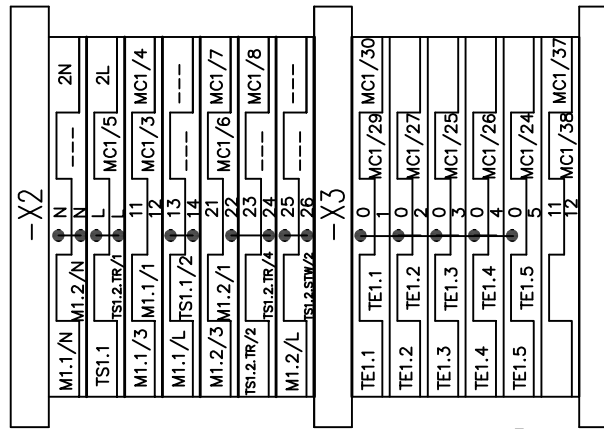 -X2
2N
----
N
N
M1.2/N
M1.1/N
2L
MC1/5
L
L
TS1.2.TR/1
TS1.1
MC1/4
MC1/3
11
12
M1.1/1
M1.1/3
----
----
13
14
TS1.1/2
M1.1/L
MC1/7
MC1/6
21
22
M1.2/1
M1.2/3
MC1/8
----
23
24
TS1.2.TR/4
TS1.2.TR/2
----
----
25
26
TS1.2.STW/2
M1.2/L
-X3
MC1/30
MC1/29
0
1
TE1.1
TE1.1
MC1/27
0
2
TE1.2
TE1.2
MC1/25
0
3
TE1.3
TE1.3
MC1/26
0
4
TE1.4
TE1.4
MC1/24
0
5
TE1.5
TE1.5
MC1/37
MC1/38
11
12